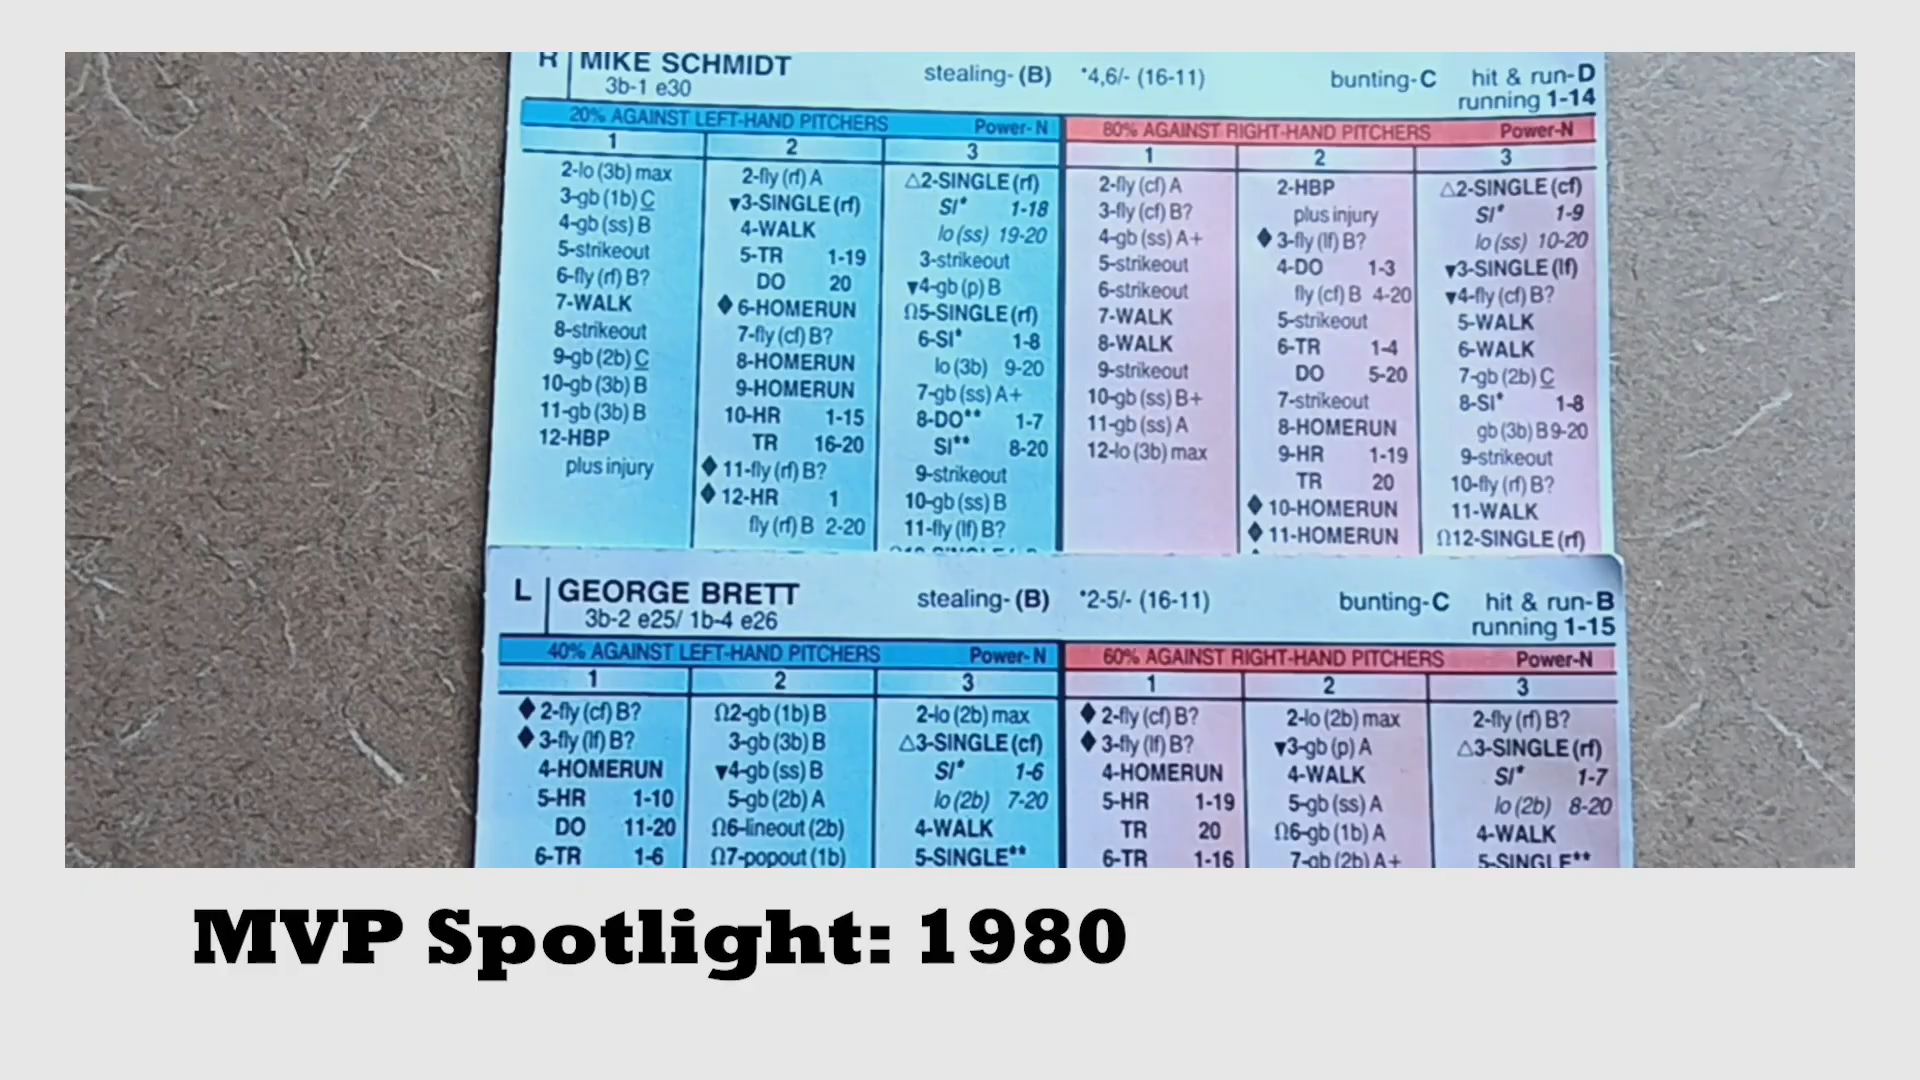 R MIKE SCHMIDT stealing- (B) *4,6/- (16-11) bunting-C hit & run-D
3b-1 e30 running 1-14
20% AGAINST LEFT-HAND PITCHERS Power-N
1
2-lo (3b) max
3-gb (1b) C
4-gb (ss) B
5-strikeout
6-fly (rf) B?
7-WALK
8-strikeout
9-gb (2b) C
10-gb (3b) B
11-gb (3b) B
12-HBP
plus injury
2
2-fly (rf) A
▼3-SINGLE (rf)
4-WALK
5-TR 1-19
DO 20
◆6-HOMERUN
7-fly (cf) B?
8-HOMERUN
9-HOMERUN
10-HR 1-15
TR 16-20
◆11-fly (rf) B?
◆12-HR 1
fly (rf) B 2-20
3
△2-SINGLE (rf)
SI* 1-18
lo (ss) 19-20
3-strikeout
▼4-gb (p) B
Ω5-SINGLE (rf)
6-SI* 1-8
lo (3b) 9-20
7-gb (ss) A+
8-DO** 1-7
SI** 8-20
9-strikeout
10-gb (ss) B
11-fly (lf) B?
80% AGAINST RIGHT-HAND PITCHERS Power-N
1
2-fly (cf) A
3-fly (cf) B?
4-gb (ss) A+
5-strikeout
6-strikeout
7-WALK
8-WALK
9-strikeout
10-gb (ss) B+
11-gb (ss) A
12-lo (3b) max
2
2-HBP
plus injury
◆3-fly (lf) B?
4-DO 1-3
fly (cf) B 4-20
5-strikeout
6-TR 1-4
DO 5-20
7-strikeout
8-HOMERUN
9-HR 1-19
TR 20
◆10-HOMERUN
◆11-HOMERUN
3
△2-SINGLE (cf)
SI* 1-9
lo (ss) 10-20
▼3-SINGLE (lf)
▼4-fly (cf) B?
5-WALK
6-WALK
7-gb (2b) C
8-SI* 1-8
gb (3b) B 9-20
9-strikeout
10-fly (rf) B?
11-WALK
Ω12-SINGLE (rf)
L GEORGE BRETT stealing- (B) *2-5/- (16-11) bunting-C hit & run-B
3b-2 e25/ 1b-4 e26 running 1-15
40% AGAINST LEFT-HAND PITCHERS Power-N
1
◆2-fly (cf) B?
◆3-fly (lf) B?
4-HOMERUN
5-HR 1-10
DO 11-20
6-TR 1-6
2
Ω2-gb (1b) B
3-gb (3b) B
▼4-gb (ss) B
5-gb (2b) A
Ω6-lineout (2b)
Ω7-popout (1b)
3
2-lo (2b) max
△3-SINGLE (cf)
SI* 1-6
lo (2b) 7-20
4-WALK
5-SINGLE**
60% AGAINST RIGHT-HAND PITCHERS Power-N
1
◆2-fly (cf) B?
◆3-fly (lf) B?
4-HOMERUN
5-HR 1-19
TR 20
6-TR 1-16
2
2-lo (2b) max
▼3-gb (p) A
4-WALK
5-gb (ss) A
Ω6-gb (1b) A
7-gb (2b) A+
3
2-fly (rf) B?
△3-SINGLE (rf)
SI* 1-7
lo (2b) 8-20
4-WALK
5-SINGLE**
MVP Spotlight: 1980